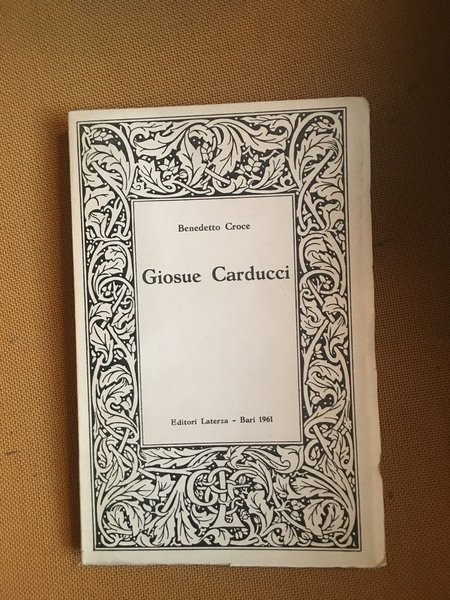 Benedetto Croce
Giosue Carducci
Editori Laterza - Bari 1961